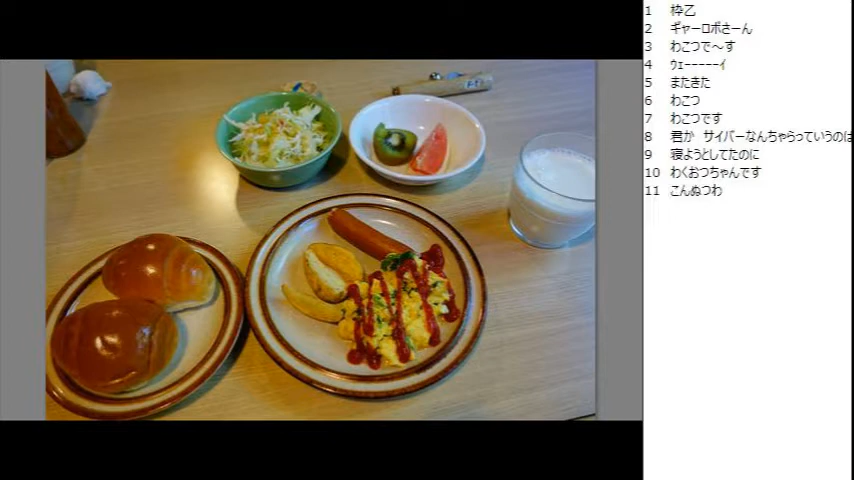 1 枠乙
2 ギャーロボさーん
3 わこつで～す
4 ｳｪｰｰｰｰｰｲ
5 またきた
6 わこつ
7 わこつです
8 君か サイバーなんちゃらっていうのは
9 寝ようとしてたのに
10 わくおつちゃんです
11 こんぬつわ